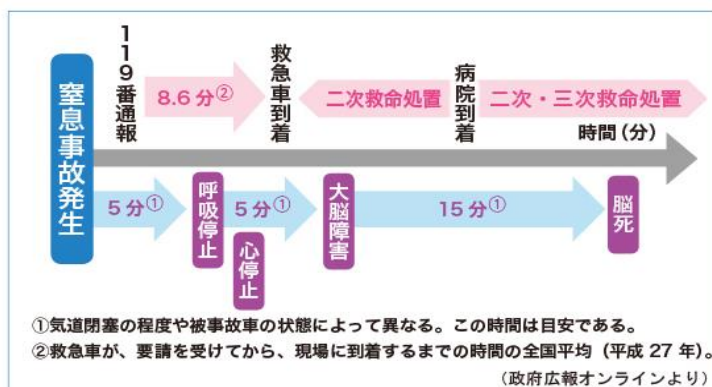 119番通報
8.6分②
救急車到着
二次救命処置
病院到着
二次・三次救命処置
時間(分)
窒息事故発生
5分①
呼吸停止
心停止
5分①
大脳障害
15分①
脳死
①気道閉塞の程度や被事故車の状態によって異なる。この時間は目安である。
②救急車が、要請を受けてから、現場に到着するまでの時間の全国平均(平成27年)。
(政府広報オンラインより)